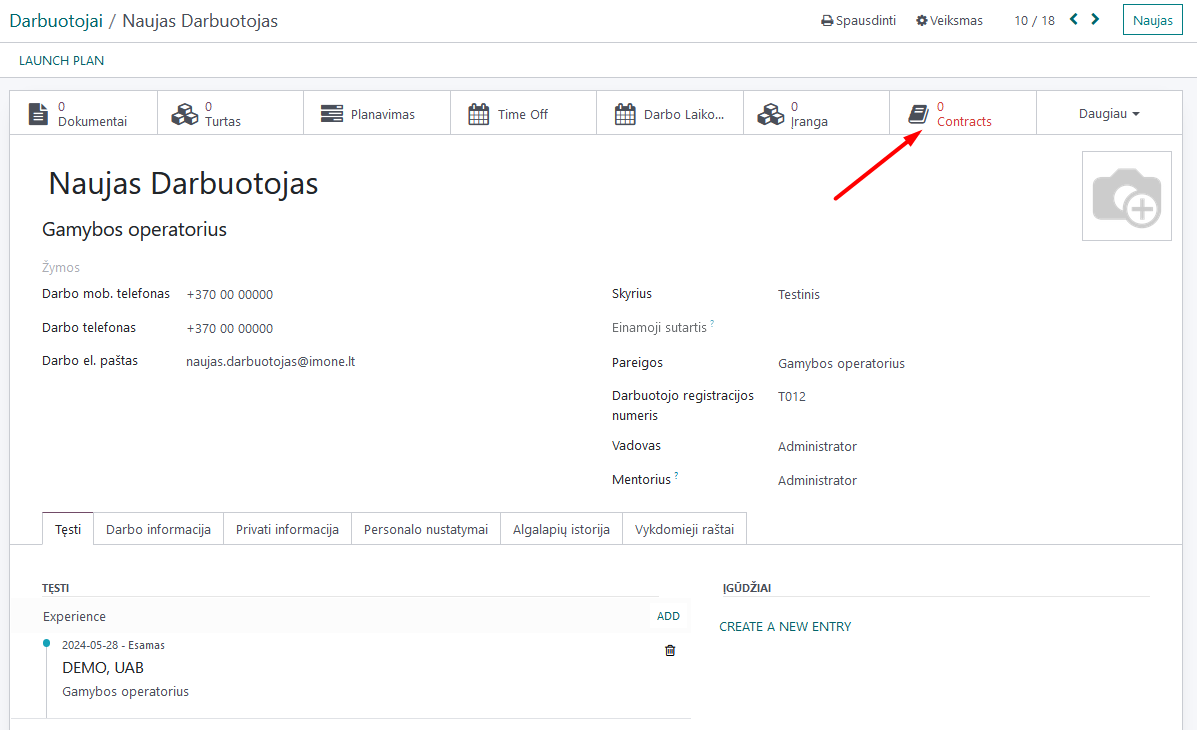 Darbuotojai / Naujas Darbuotojas
Spausdinti
Veiksmas
10 / 18
Naujas
LAUNCH PLAN
0
Dokumentai
0
Turtas
Planavimas
Time Off
Darbo Laiko...
0
Įranga
0
Contracts
Daugiau
Naujas Darbuotojas
Gamybos operatorius
Žymos
Darbo mob. telefonas +370 00 00000
Darbo telefonas +370 00 00000
Darbo el. paštas naujas.darbuotojas@imone.lt
Skyrius Testinis
Einamoji sutartis ?
Pareigos Gamybos operatorius
Darbuotojo registracijos T012
numeris
Vadovas Administrator
Mentorius ? Administrator
Tęsti
Darbo informacija
Privati informacija
Personalo nustatymai
Algalapių istorija
Vykdomieji raštai
TĘSTI
Experience ADD
2024-05-28 - Esamas
DEMO, UAB
Gamybos operatorius
ĮGŪDŽIAI
CREATE A NEW ENTRY